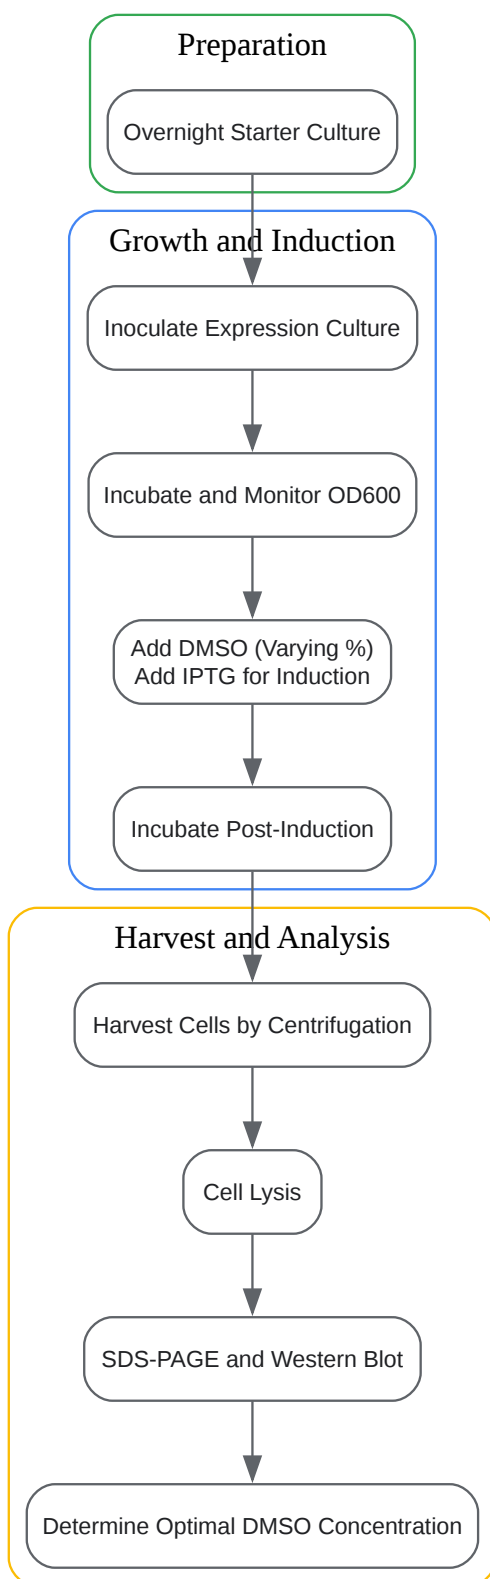 Preparation
Overnight Starter Culture
Growth and Induction
Inoculate Expression Culture
Incubate and Monitor OD600
Add DMSO (Varying %)
Add IPTG for Induction
Incubate Post-Induction
Harvest and Analysis
Harvest Cells by Centrifugation
Cell Lysis
SDS-PAGE and Western Blot
Determine Optimal DMSO Concentration